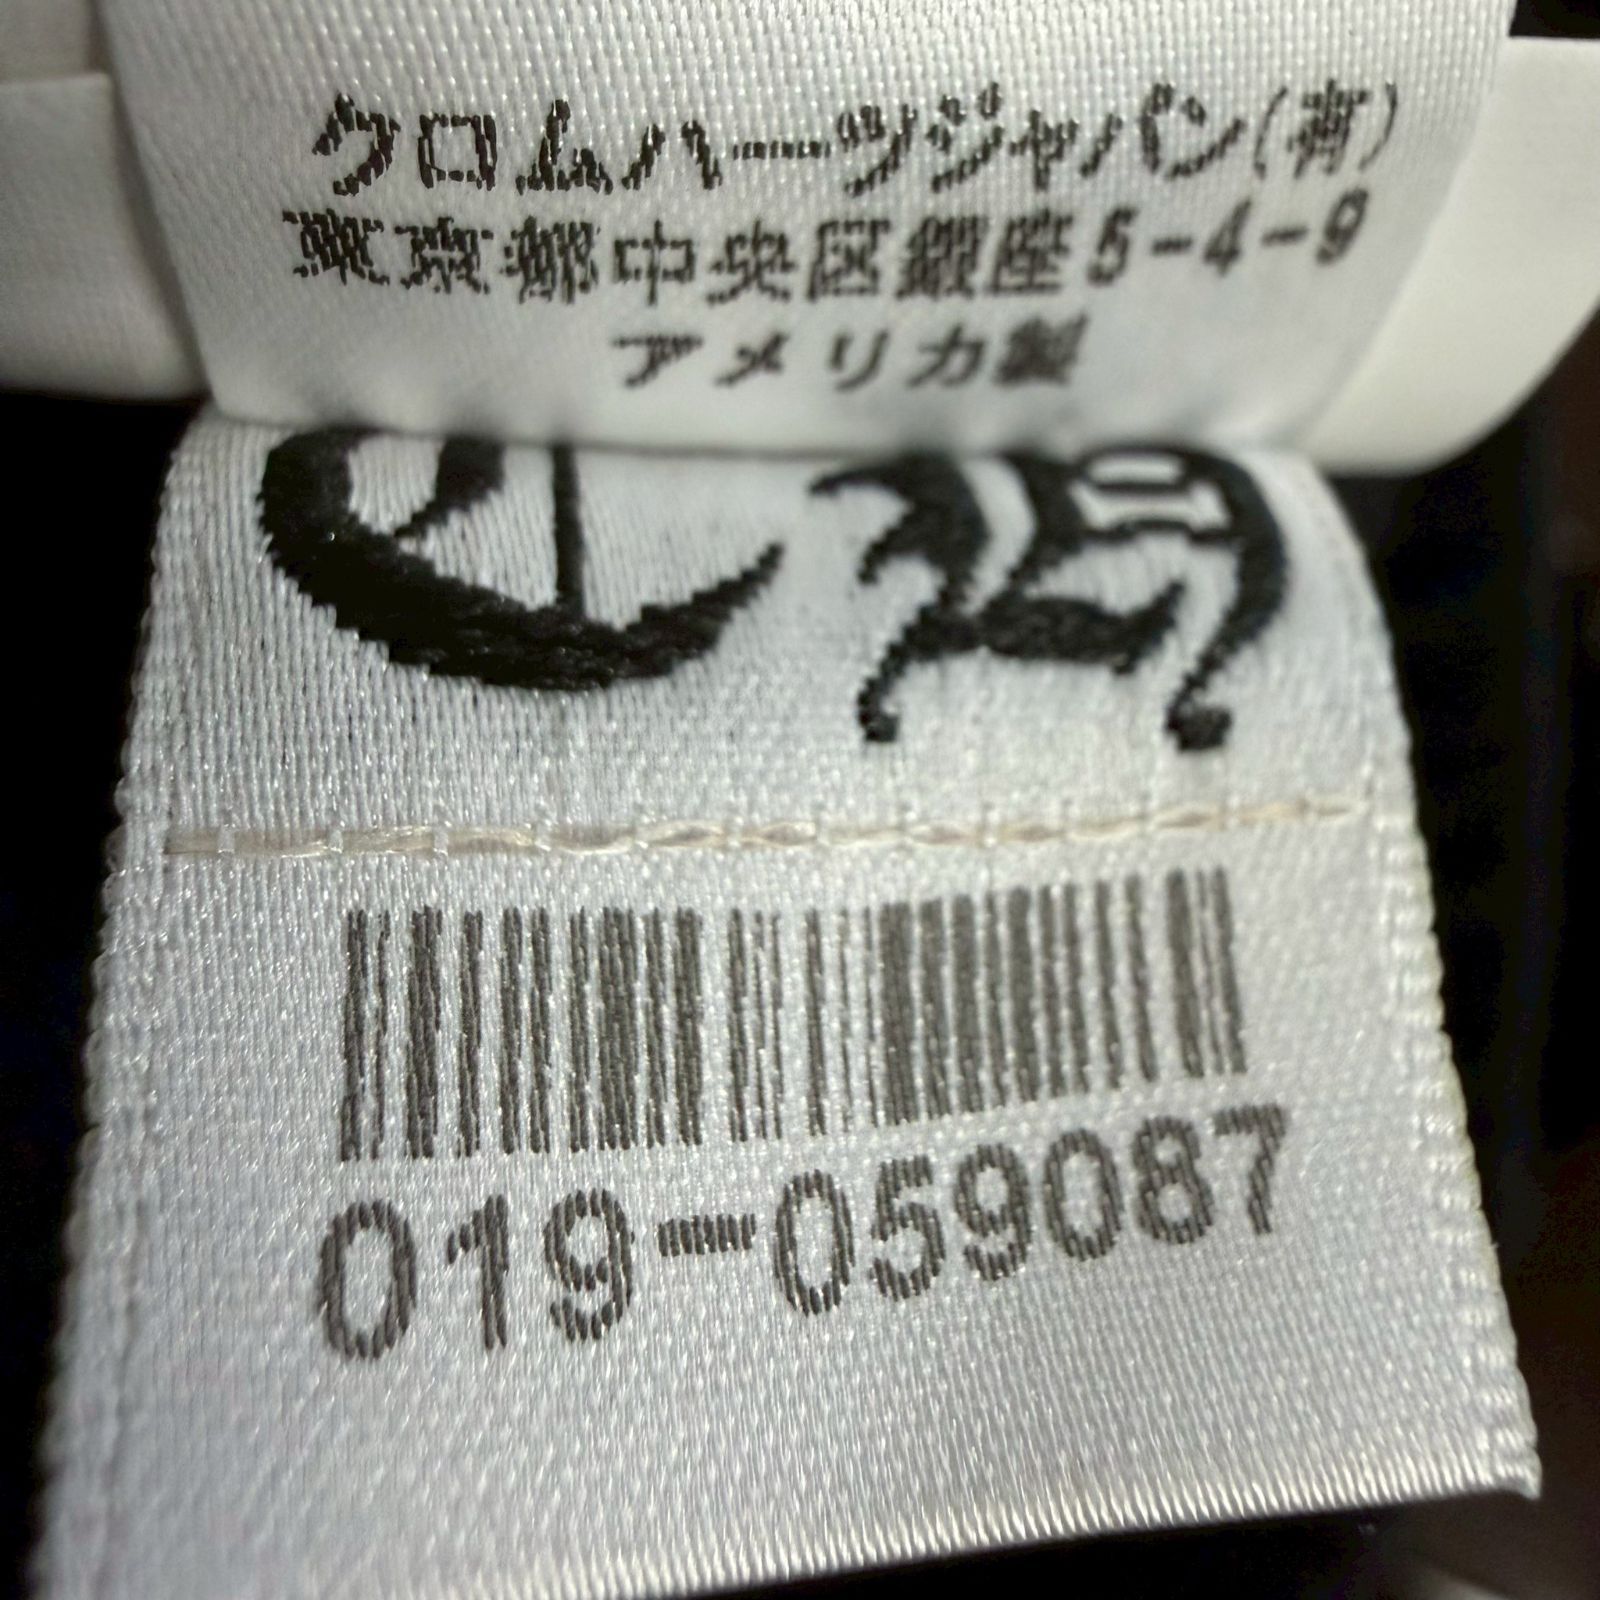 クロムハーツジャパン(有)
東京都中央区銀座5-4-9
アメリカ製
CH
019-059087